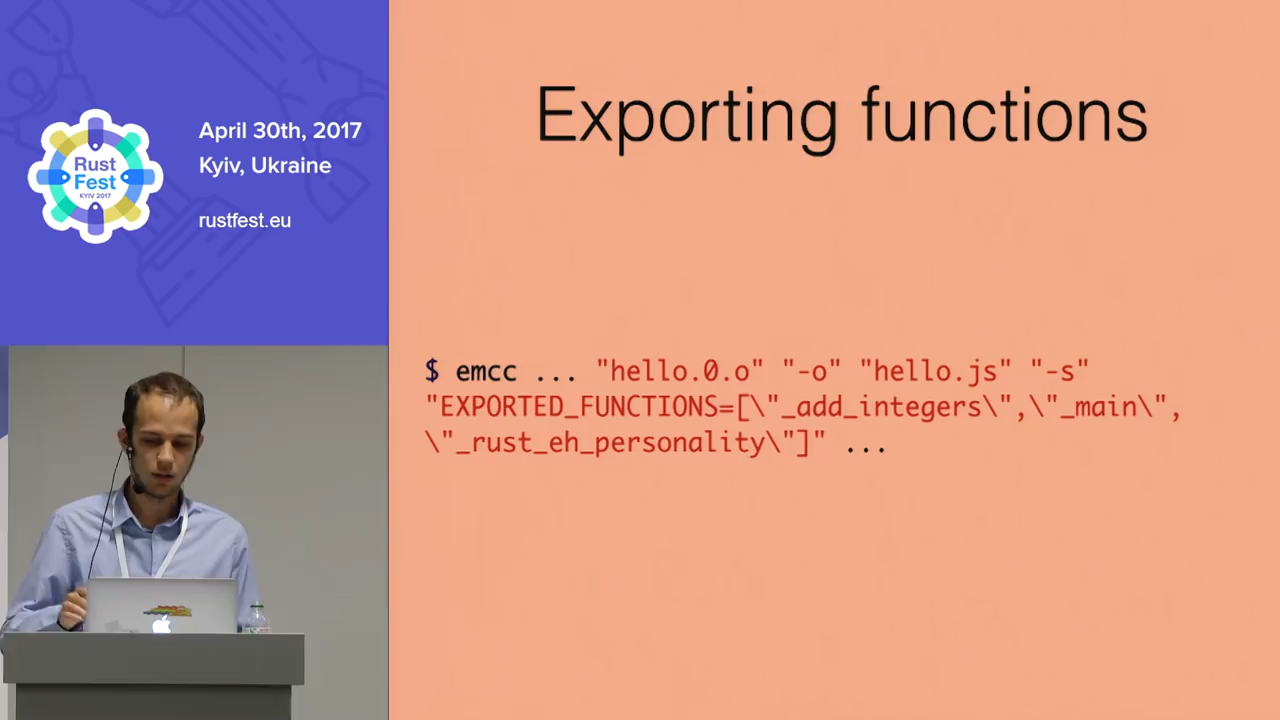 April 30th, 2017
Kyiv, Ukraine
rustfest.eu
Rust
Fest
KYIV 2017
Exporting functions
$ emcc ... "hello.0.o" "-o" "hello.js" "-s"
"EXPORTED_FUNCTIONS=[\"_add_integers\",\"_main\",
\"_rust_eh_personality\"]" ...